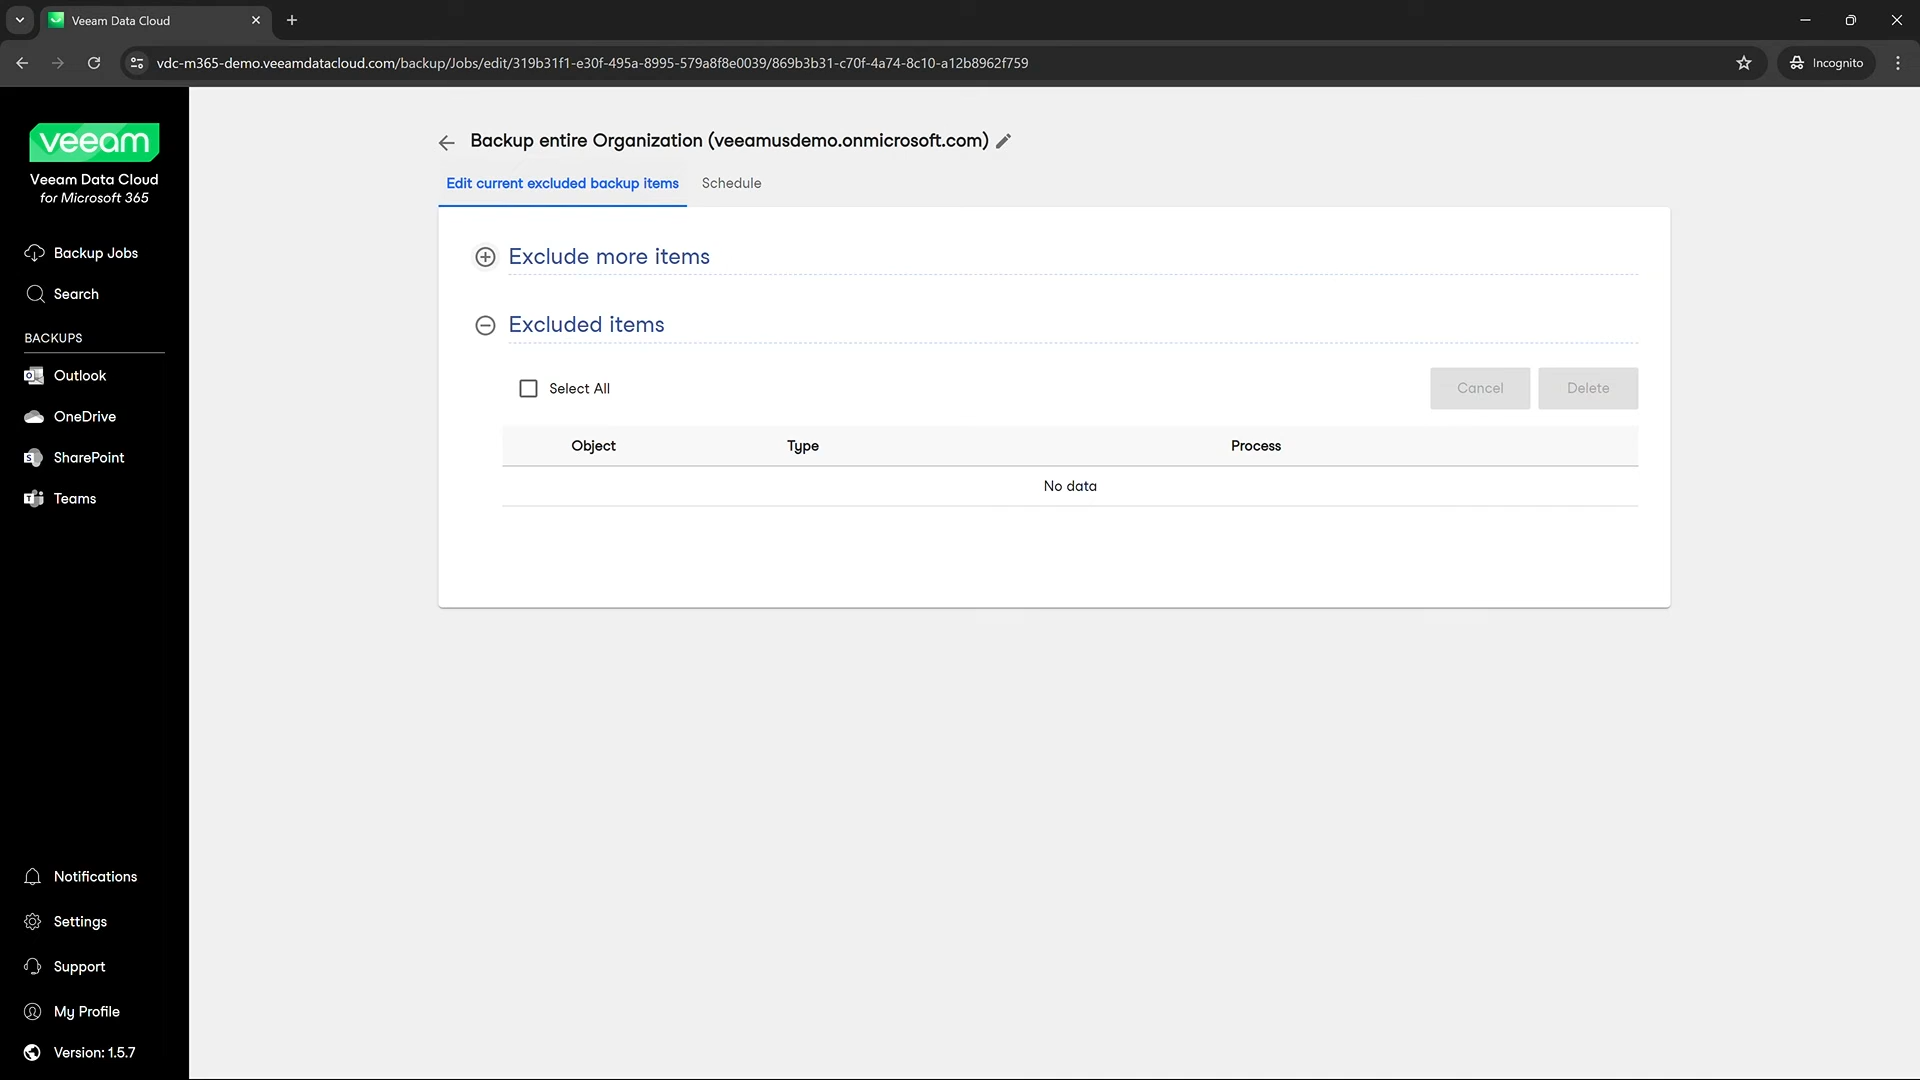 Veeam Data Cloud
vdc-m365-demo.veeamdatacloud.com/backup/Jobs/edit/319b31f1-e30f-495a-8995-579a8f8e0039/869b3b31-c70f-4a74-8c10-a12b8962f759
Incognito
veeam
Veeam Data Cloud
for Microsoft 365
Backup Jobs
Search
BACKUPS
Outlook
OneDrive
SharePoint
Teams
Notifications
Settings
Support
My Profile
Version: 1.5.7
Backup entire Organization (veeamusdemo.onmicrosoft.com)
Edit current excluded backup items
Schedule
Exclude more items
Excluded items
Select All
Cancel
Delete
Object
Type
Process
No data